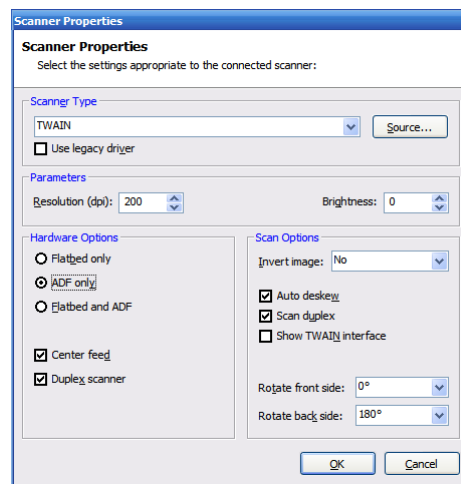 Scanner Properties
Scanner Properties
Select the settings appropriate to the connected scanner:
Scanner Type
TWAIN
Source...
Use legacy driver
Parameters
Resolution (dpi): 200
Brightness: 0
Hardware Options
Flatbed only
ADF only
Flatbed and ADF
Center feed
Duplex scanner
Scan Options
Invert image: No
Auto deskew
Scan duplex
Show TWAIN interface
Rotate front side: 0°
Rotate back side: 180°
OK
Cancel